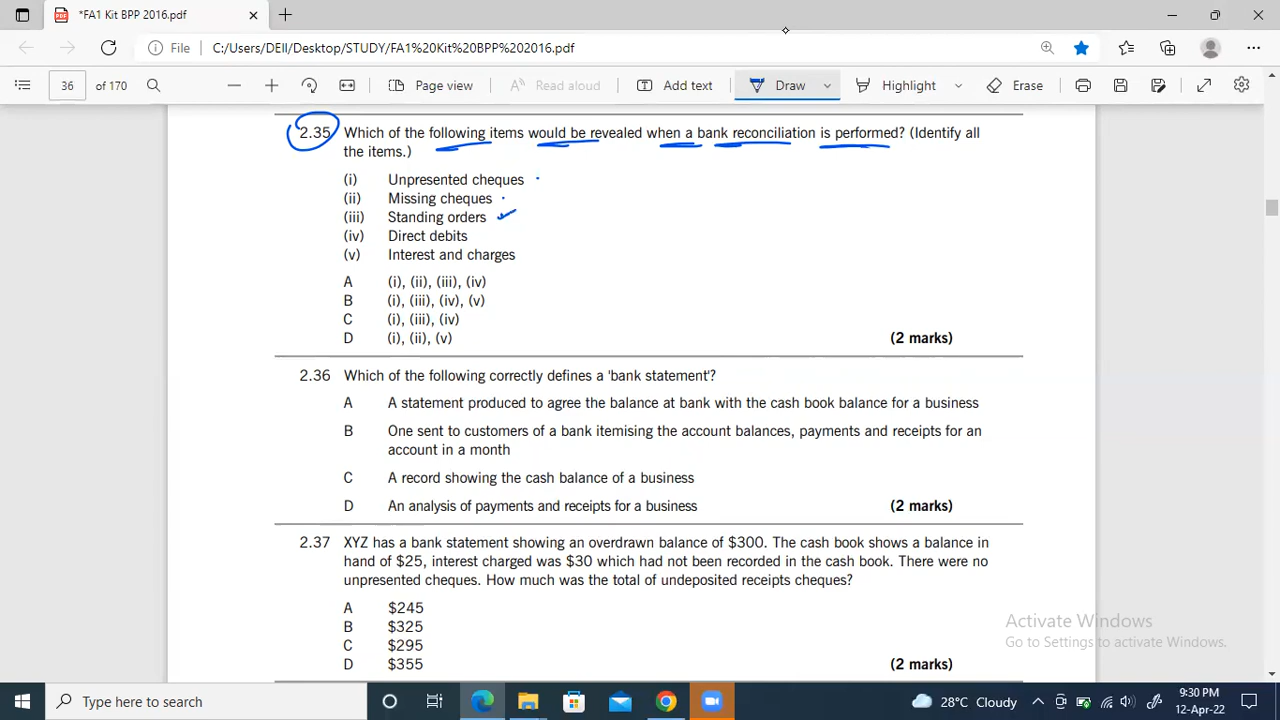 *FA1 Kit BPP 2016.pdf
File C:/Users/DEll/Desktop/STUDY/FA1%20Kit%20BPP%202016.pdf
36 of 170 Page view Read aloud Add text Draw Highlight Erase
2.35 Which of the following items would be revealed when a bank reconciliation is performed? (Identify all
the items.)
(i) Unpresented cheques
(ii) Missing cheques
(iii) Standing orders
(iv) Direct debits
(v) Interest and charges
A (i), (ii), (iii), (iv)
B (i), (iii), (iv), (v)
C (i), (iii), (iv)
D (i), (ii), (v) (2 marks)
2.36 Which of the following correctly defines a 'bank statement'?
A A statement produced to agree the balance at bank with the cash book balance for a business
B One sent to customers of a bank itemising the account balances, payments and receipts for an
account in a month
C A record showing the cash balance of a business
D An analysis of payments and receipts for a business (2 marks)
2.37 XYZ has a bank statement showing an overdrawn balance of $300. The cash book shows a balance in
hand of $25, interest charged was $30 which had not been recorded in the cash book. There were no
unpresented cheques. How much was the total of undeposited receipts cheques?
A $245
B $325
C $295
D $355 (2 marks)
Activate Windows
Go to Settings to activate Windows.
Type here to search 28°C Cloudy 9:30 PM
12-Apr-22